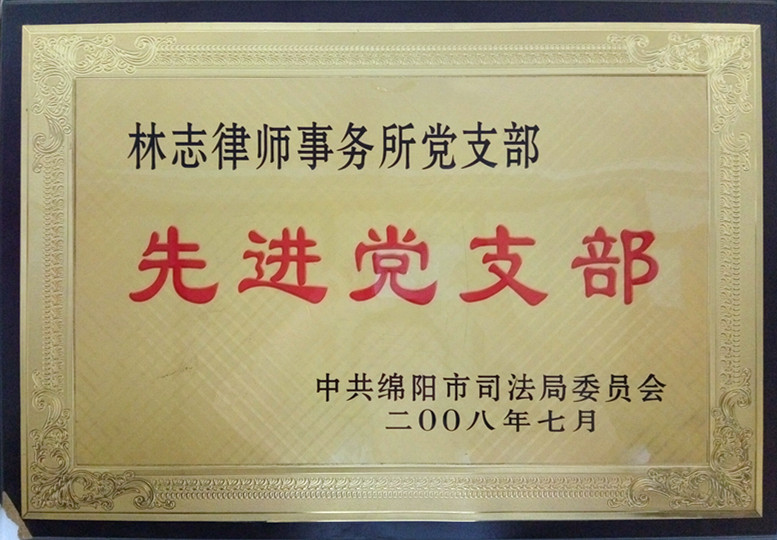 林志律师事务所党支部
先进党支部
中共绵阳市司法局委员会
二00八年七月